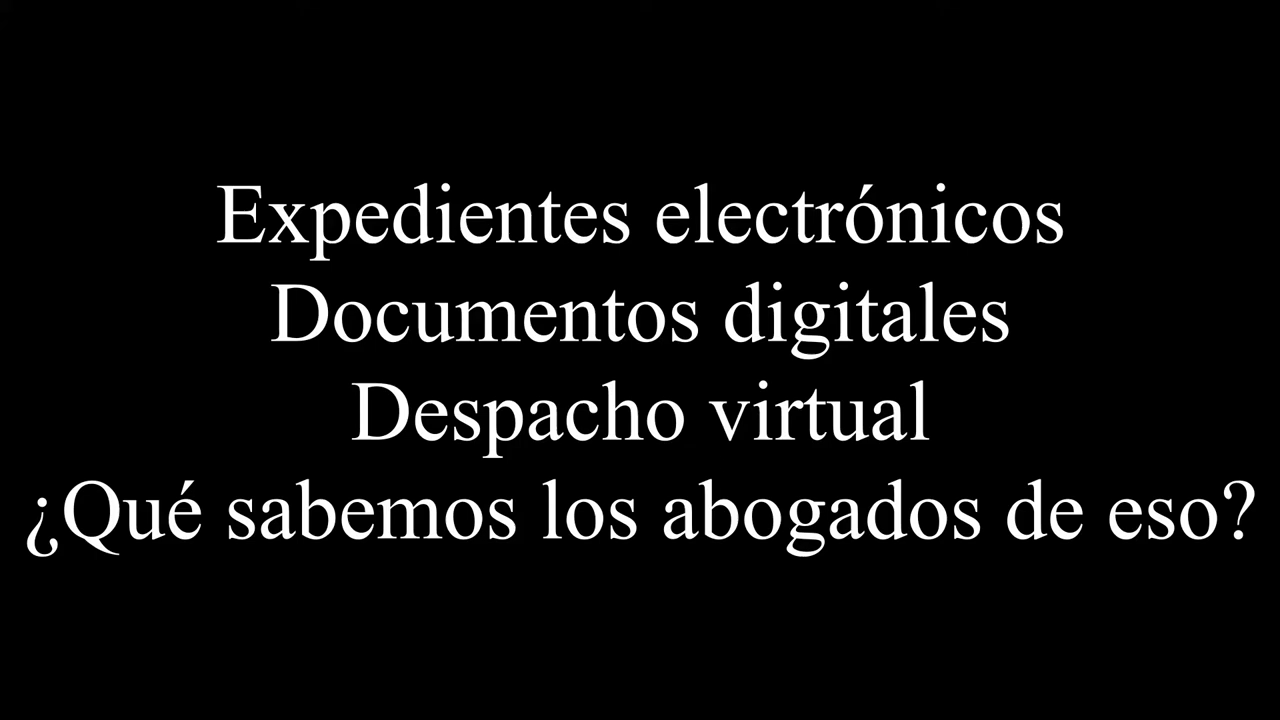 Expedientes electrónicos
Documentos digitales
Despacho virtual
¿Qué sabemos los abogados de eso?